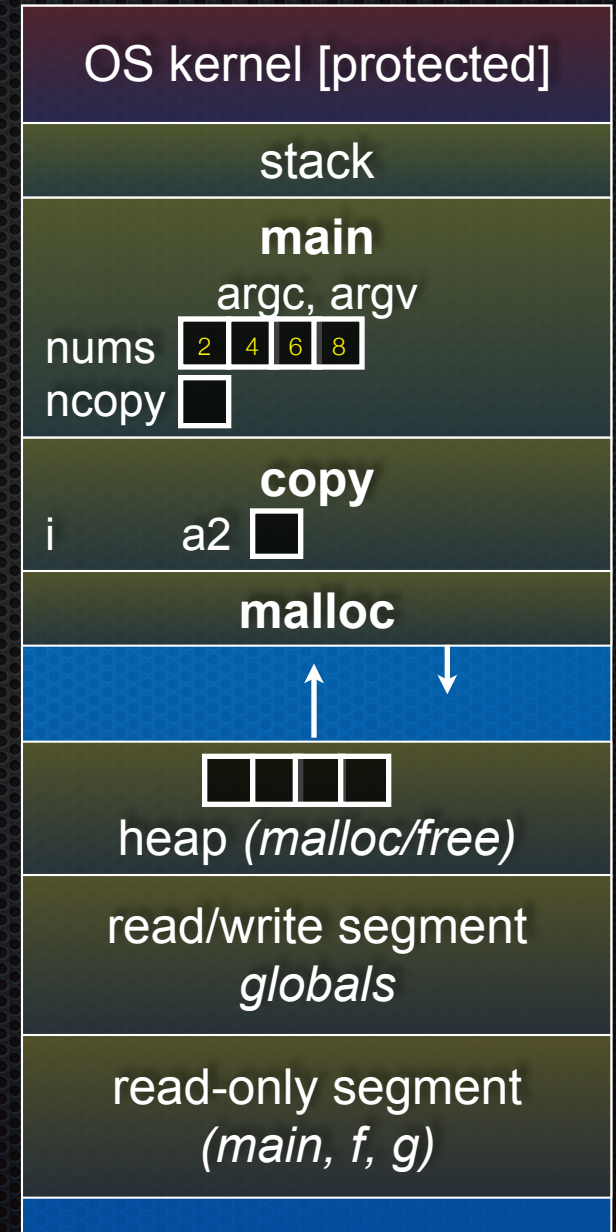 OS kernel [protected]
stack
main
argc, argv
nums 2 4 6 8
ncopy
copy
i a2
malloc
heap (malloc/free)
read/write segment
globals
read-only segment
(main, f, g)